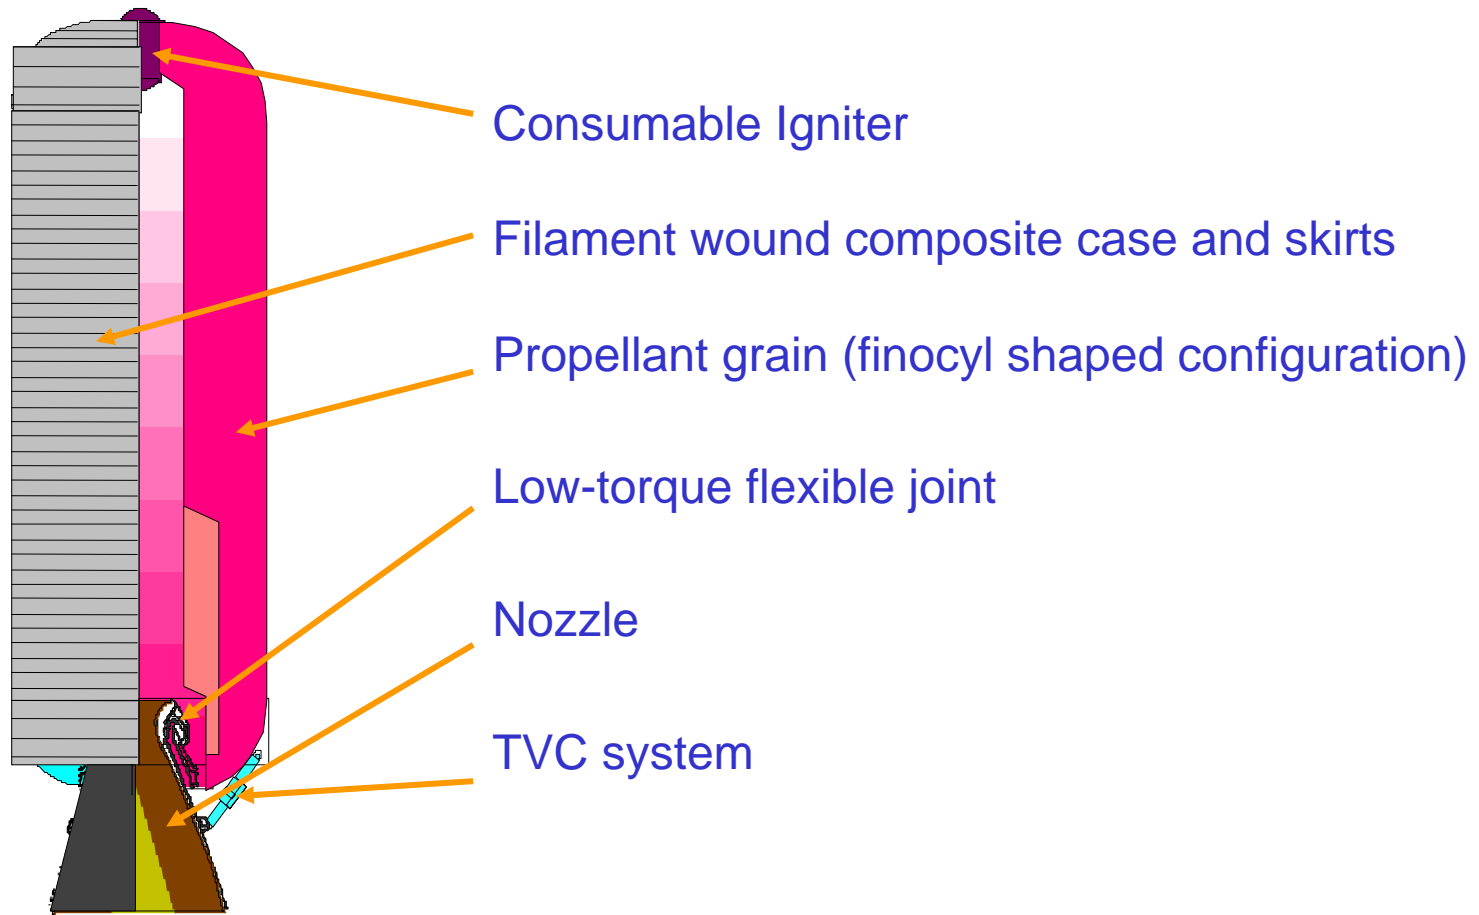 Consumable Igniter
Filament wound composite case and skirts
Propellant grain (finocyl shaped configuration)
Low-torque flexible joint
Nozzle
TVC system